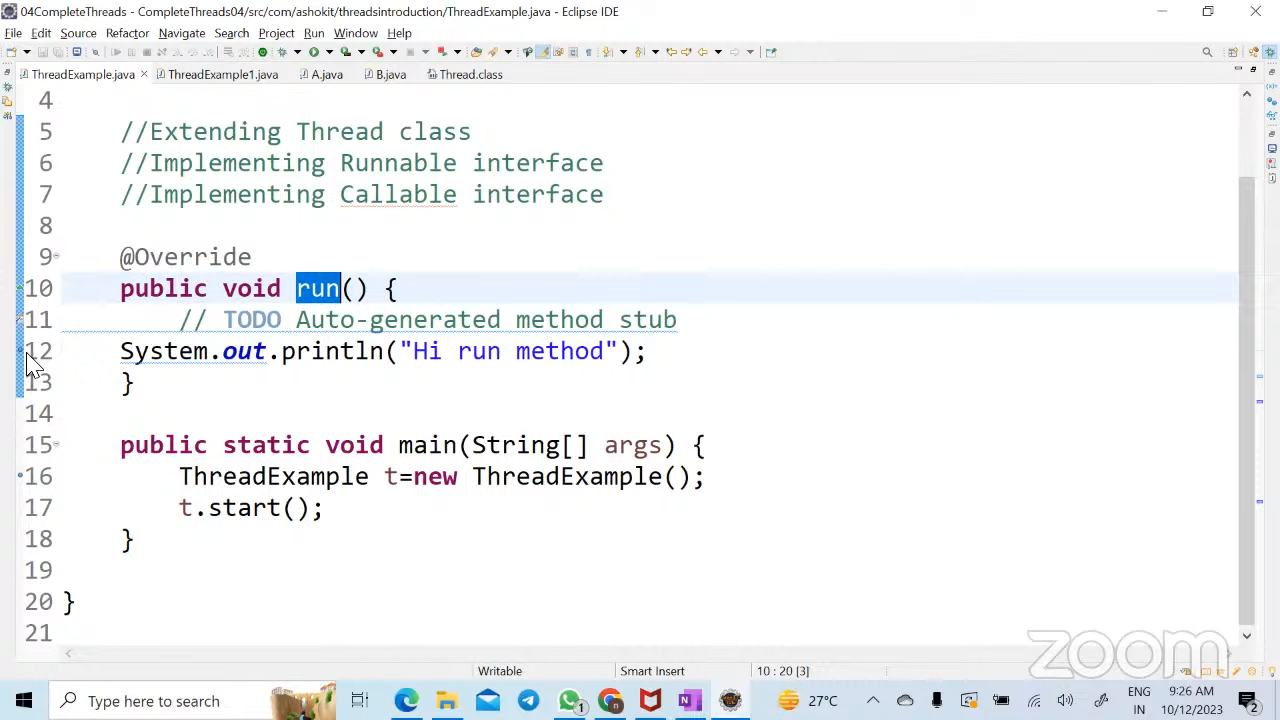 04CompleteThreads - CompleteThreads04/src/com/ashokit/threadsintroduction/ThreadExample.java - Eclipse IDE
File Edit Source Refactor Navigate Search Project Run Window Help
ThreadExample.java ThreadExample1.java A.java B.java Thread.class
4
5 //Extending Thread class
6 //Implementing Runnable interface
7 //Implementing Callable interface
8
9 @Override
10 public void run() {
11 // TODO Auto-generated method stub
12 System.out.println("Hi run method");
13 }
14
15 public static void main(String[] args) {
16 ThreadExample t=new ThreadExample();
17 t.start();
18 }
19
20 }
21
zoom
Writable Smart Insert 10 : 20 [3]
Type here to search 1 27°C ENG IN 9:26 AM 10/12/2023 2